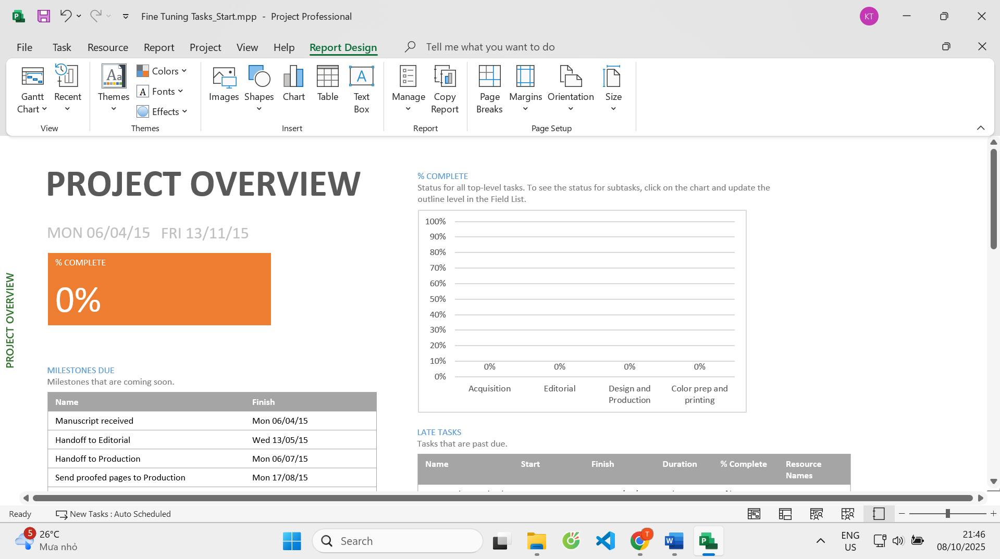 Fine Tuning Tasks_Start.mpp - Project Professional
KT
File Task Resource Report Project View Help Report Design Tell me what you want to do
Gantt Chart
Recent
View
Themes
Colors
Fonts
Effects
Themes
Images
Shapes
Chart
Table
Text Box
Insert
Manage
Copy Report
Report
Page Breaks
Margins
Orientation
Size
Page Setup
PROJECT OVERVIEW
PROJECT OVERVIEW
MON 06/04/15 FRI 13/11/15
% COMPLETE
0%
MILESTONES DUE
Milestones that are coming soon.
Name Finish
Manuscript received Mon 06/04/15
Handoff to Editorial Wed 13/05/15
Handoff to Production Mon 06/07/15
Send proofed pages to Production Mon 17/08/15
% COMPLETE
Status for all top-level tasks. To see the status for subtasks, click on the chart and update the
outline level in the Field List.
100%
90%
80%
70%
60%
50%
40%
30%
20%
10%
0%
0% 0% 0% 0%
Acquisition
Editorial
Design and Production
Color prep and printing
LATE TASKS
Tasks that are past due.
Name Start Finish Duration % Complete Resource Names
Ready New Tasks : Auto Scheduled
5
26°C
Mưa nhỏ
Search
T
ENG
US
21:46
08/10/2025